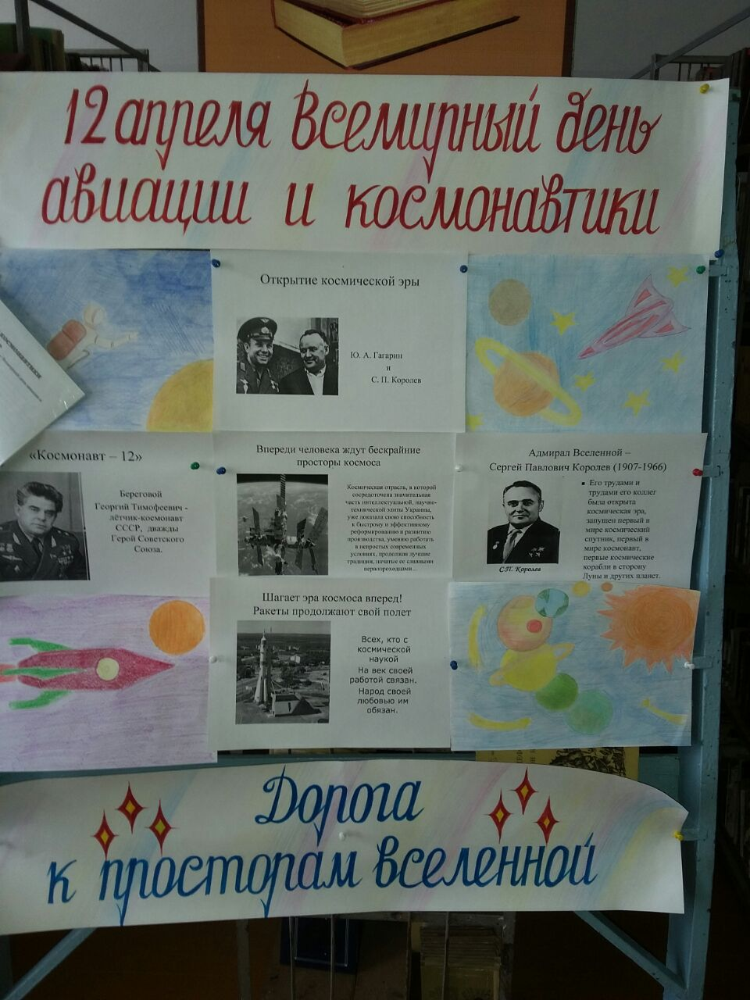 12 апреля Всемирный день
авиации и космонавтики
Открытие космической эры
Ю. А. Гагарин
и
С. П. Королев
«Космонавт – 12»
Береговой
Георгий Тимофеевич -
лётчик-космонавт
СССР, дважды
Герой Советского
Союза.
Впереди человека ждут бескрайние
просторы космоса
Космическая отрасль, в которой
сосредоточена значительная
часть интеллектуальной, научно-
технической элиты Украины,
уже доказала свою способность
к быстрому и эффективному
реформированию и развитию
производства, умению работать
в непростых современных
условиях, продолжая лучшие
традиции, начатые ее славными
первопроходцами...
Адмирал Вселенной –
Сергей Павлович Королев (1907-1966)
Его трудами и
трудами его коллег
была открыта
космическая эра,
запущен первый в
мире космический
спутник, первый в
мире космонавт,
первые космические
корабли в сторону
Луны и других планет.
С.П. Королев
Шагает эра космоса вперед!
Ракеты продолжают свой полет
Всех, кто с
космической
наукой
На век своей
работой связан.
Народ своей
любовью им
обязан.
Дорога
к просторам вселенной